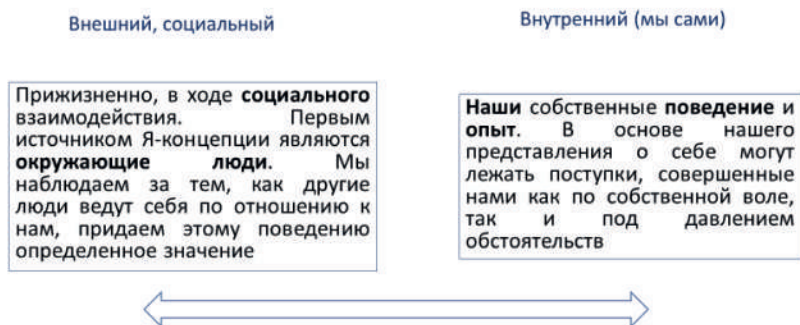 Внешний, социальный
Внутренний (мы сами)
Прижизненно, в ходе социального
взаимодействия. Первым
источником Я-концепции являются
окружающие люди. Мы
наблюдаем за тем, как другие
люди ведут себя по отношению к
нам, придаем этому поведению
определенное значение
Наши собственные поведение и
опыт. В основе нашего
представления о себе могут
лежать поступки, совершенные
нами как по собственной воле,
так и под давлением
обстоятельств